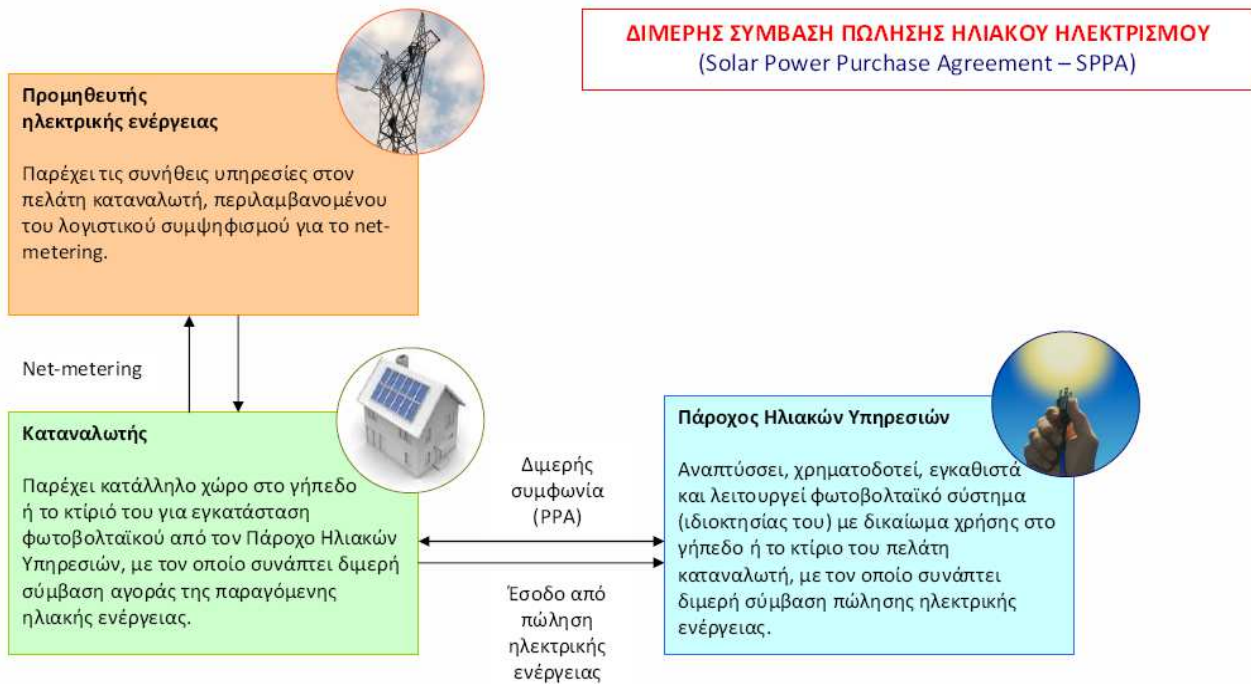 ΔΙΜΕΡΗΣ ΣΥΜΒΑΣΗ ΠΩΛΗΣΗΣ ΗΛΙΑΚΟΥ ΗΛΕΚΤΡΙΣΜΟΥ
(Solar Power Purchase Agreement – SPPA)
Προμηθευτής
ηλεκτρικής ενέργειας
Παρέχει τις συνήθεις υπηρεσίες στον
πελάτη καταναλωτή, περιλαμβανομένου
του λογιστικού συμψηφισμού για το net-
metering.
Net-metering
Καταναλωτής
Παρέχει κατάλληλο χώρο στο γήπεδο
ή το κτίριό του για εγκατάσταση
φωτοβολταϊκού από τον Πάροχο Ηλιακών
Υπηρεσιών, με τον οποίο συνάπτει διμερή
σύμβαση αγοράς της παραγόμενης
ηλιακής ενέργειας.
Διμερής
συμφωνία
(PPA)
Έσοδο από
πώληση
ηλεκτρικής
ενέργειας
Πάροχος Ηλιακών Υπηρεσιών
Αναπτύσσει, χρηματοδοτεί, εγκαθιστά
και λειτουργεί φωτοβολταϊκό σύστημα
(ιδιοκτησίας του) με δικαίωμα χρήσης στο
γήπεδο ή το κτίριο του πελάτη
καταναλωτή, με τον οποίο συνάπτει
διμερή σύμβαση πώλησης ηλεκτρικής
ενέργειας.